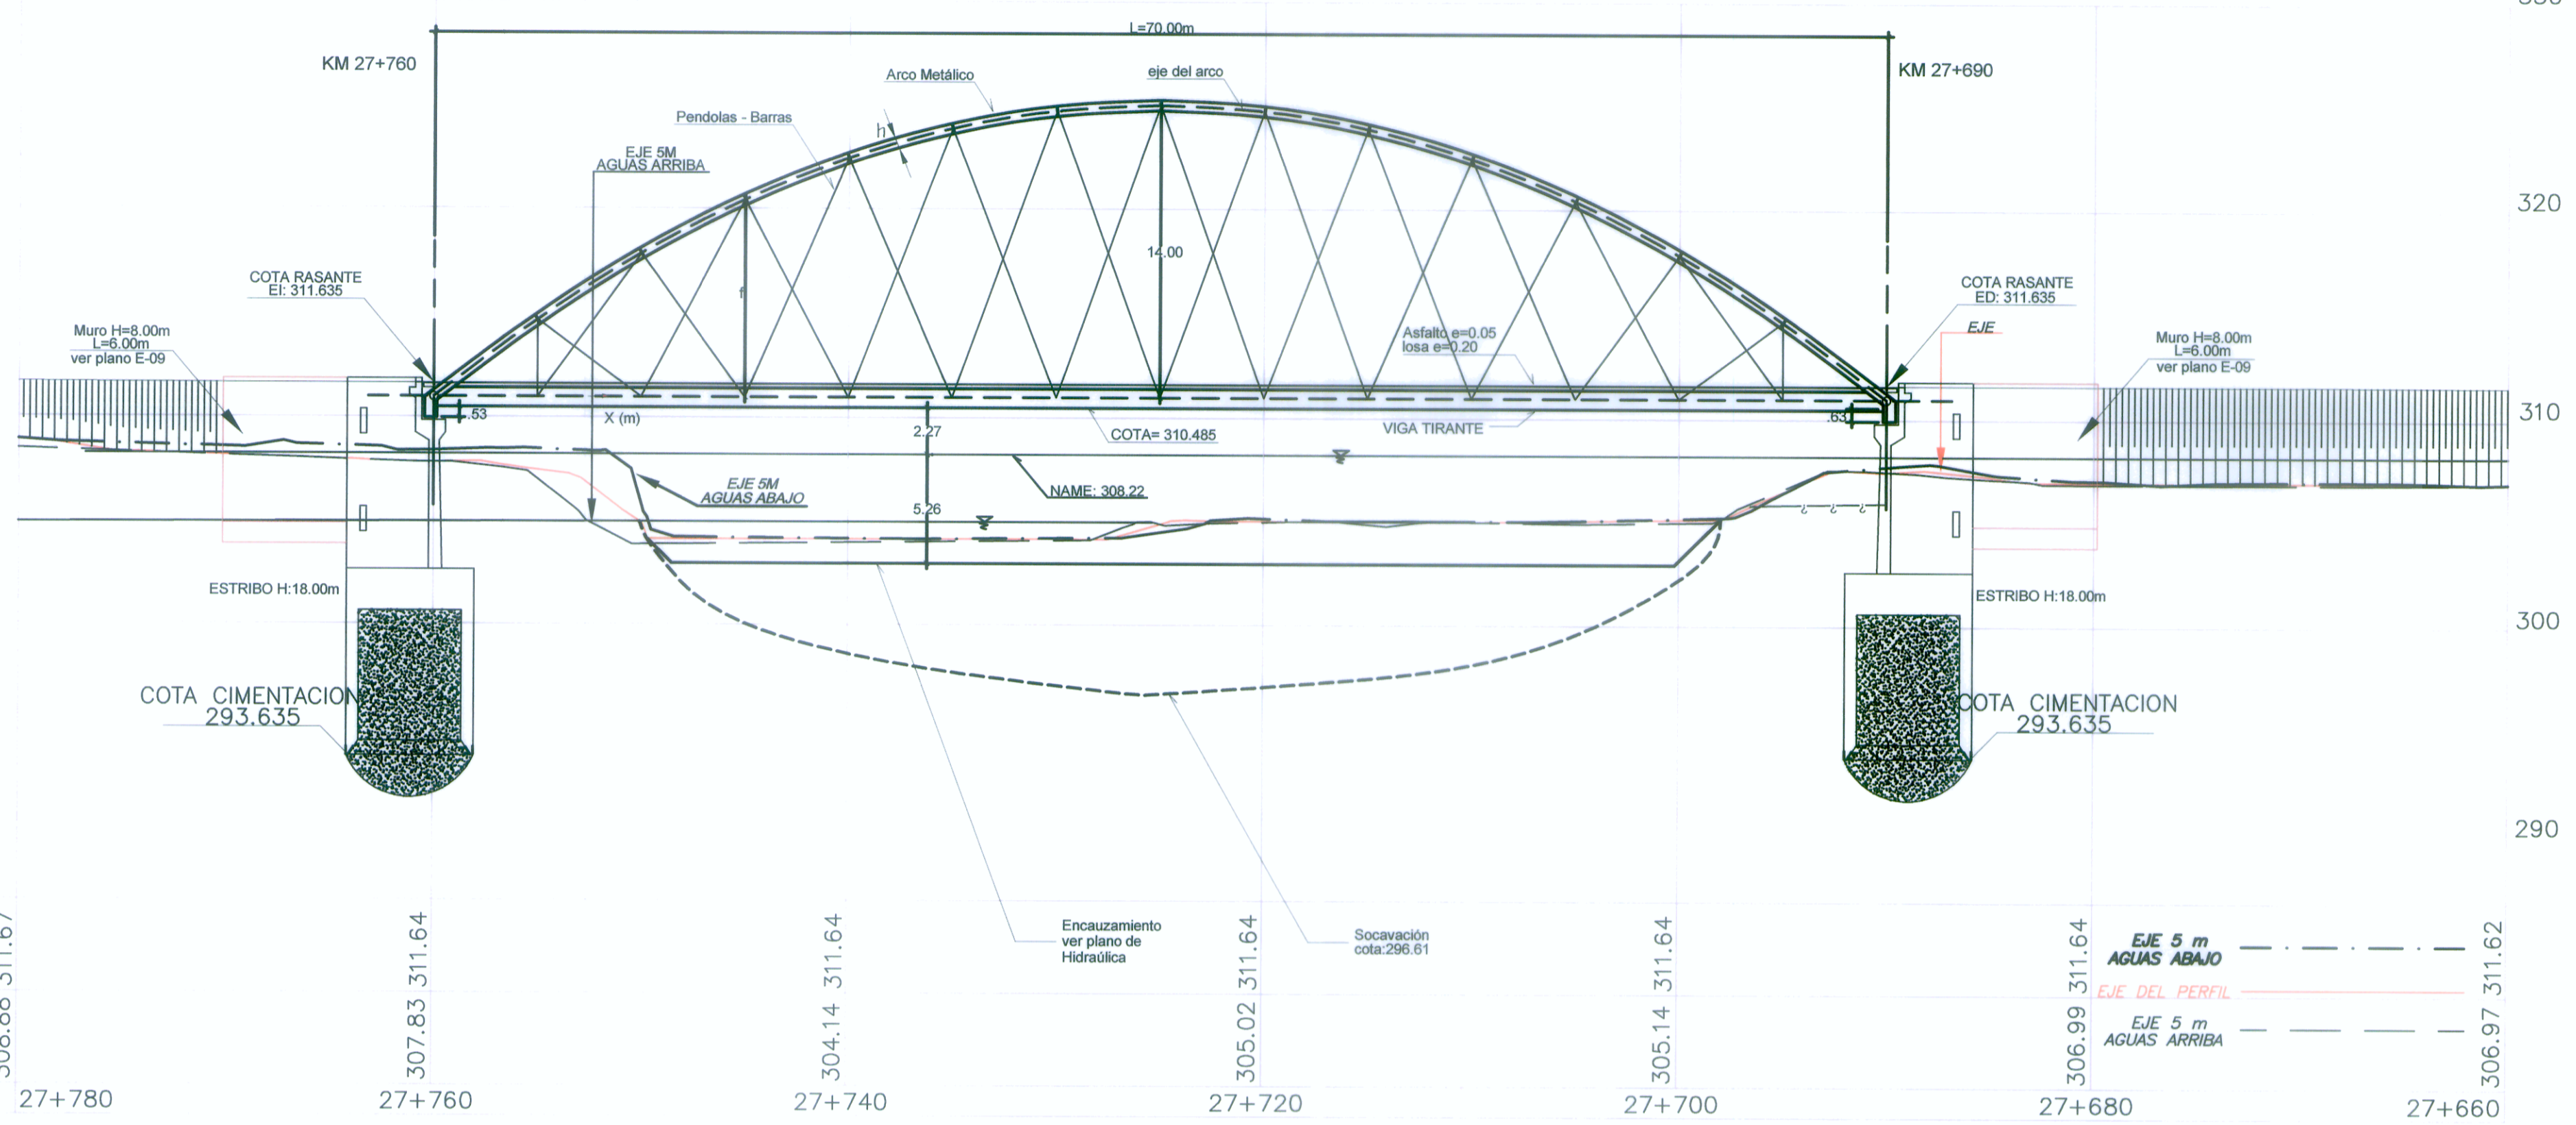 L=70.00m
KM 27+760
KM 27+690
Arco Metálico
eje del arco
Pendolas - Barras
h
EJE 5M
AGUAS ARRIBA
320
14.00
f
COTA RASANTE
EI: 311.635
COTA RASANTE
ED: 311.635
EJE
Muro H=8.00m
L=6.00m
ver plano E-09
Asfalto e=0.05
losa e=0.20
Muro H=8.00m
L=6.00m
ver plano E-09
310
.53
X (m)
2.27
COTA= 310.485
VIGA TIRANTE
.63
EJE 5M
AGUAS ABAJO
NAME: 308.22
5.26
¿ ? ?
ESTRIBO H:18.00m
ESTRIBO H:18.00m
300
COTA CIMENTACION
293.635
COTA CIMENTACION
293.635
290
Encauzamiento
ver plano de
Hidraúlica
Socavación
cota:296.61
308.88 311.67
307.83 311.64
304.14 311.64
305.02 311.64
305.14 311.64
306.99 311.64
306.97 311.62
EJE 5 m
AGUAS ABAJO
EJE DEL PERFIL
EJE 5 m
AGUAS ARRIBA
27+780
27+760
27+740
27+720
27+700
27+680
27+660